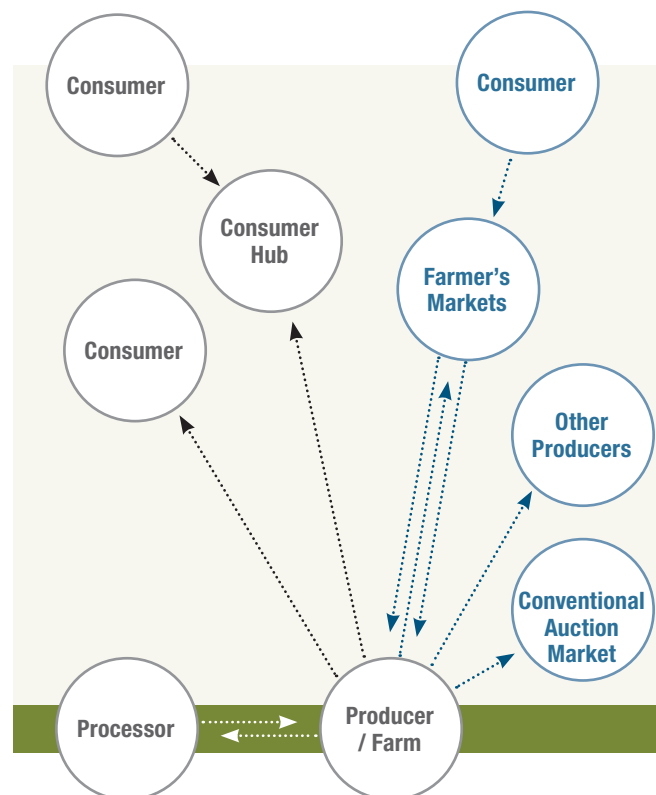 Consumer
Consumer
Consumer
Hub
Farmer's
Markets
Consumer
Other
Producers
Conventional
Auction
Market
Processor
Producer
/ Farm